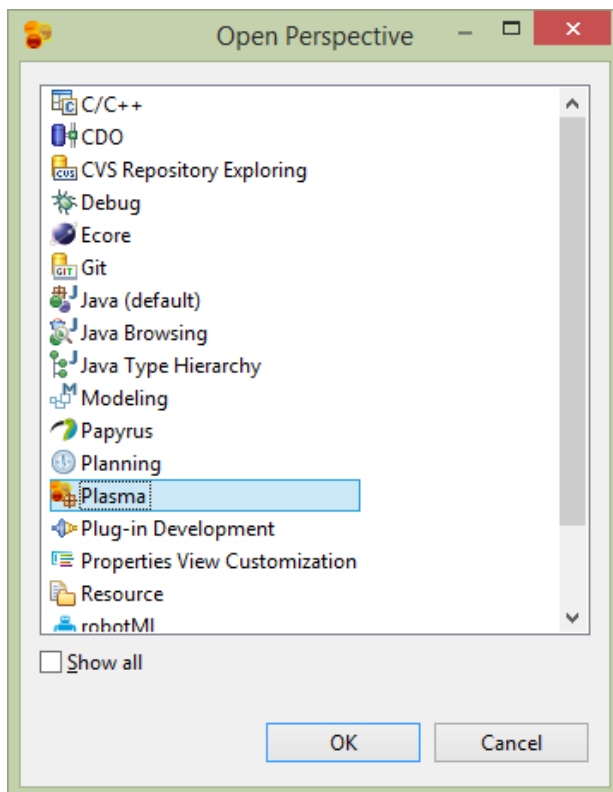 Open Perspective
C/C++
CDO
CVS Repository Exploring
Debug
Ecore
Git
Java (default)
Java Browsing
Java Type Hierarchy
Modeling
Papyrus
Planning
Plasma
Plug-in Development
Properties View Customization
Resource
robotML
Show all
OK Cancel